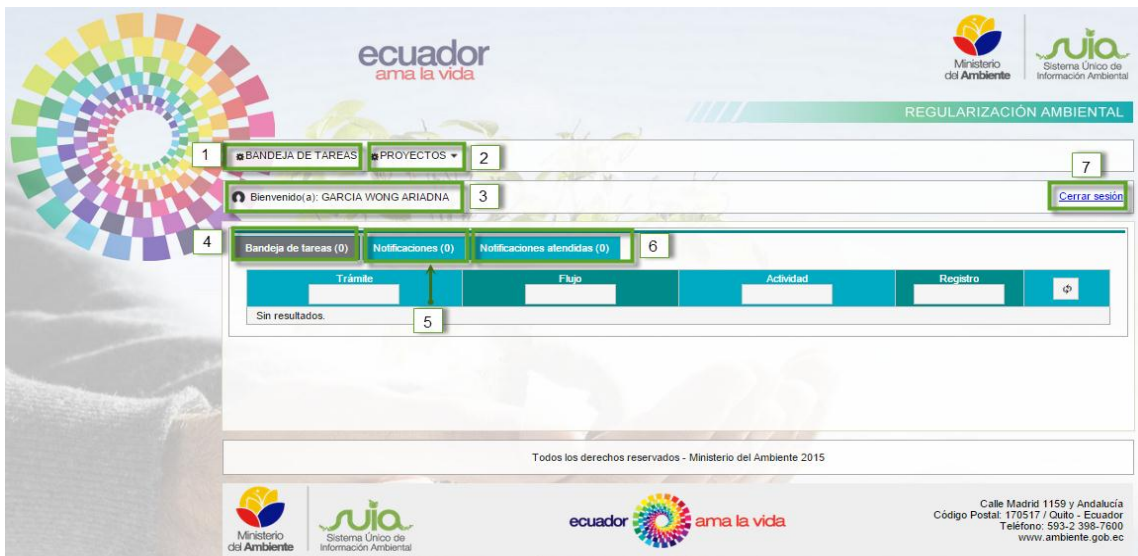 ecuador
ama la vida
Ministerio
del Ambiente
suia
Sistema Único de
Información Ambiental
REGULARIZACIÓN AMBIENTAL
1
BANDEJA DE TAREAS
PROYECTOS
2
7
Bienvenido(a): GARCIA WONG ARIADNA
3
Cerrar sesión
4
Bandeja de tareas (0)
Notificaciones (0)
Notificaciones atendidas (0)
6
Trámite
Flujo
Actividad
Registro
Sin resultados.
5
Todos los derechos reservados - Ministerio del Ambiente 2015
Ministerio
del Ambiente
suia
Sistema Único de
Información Ambiental
ecuador ama la vida
Calle Madrid 1159 y Andalucía
Código Postal: 170517 / Quito - Ecuador
Teléfono: 593-2 398-7600
www.ambiente.gob.ec